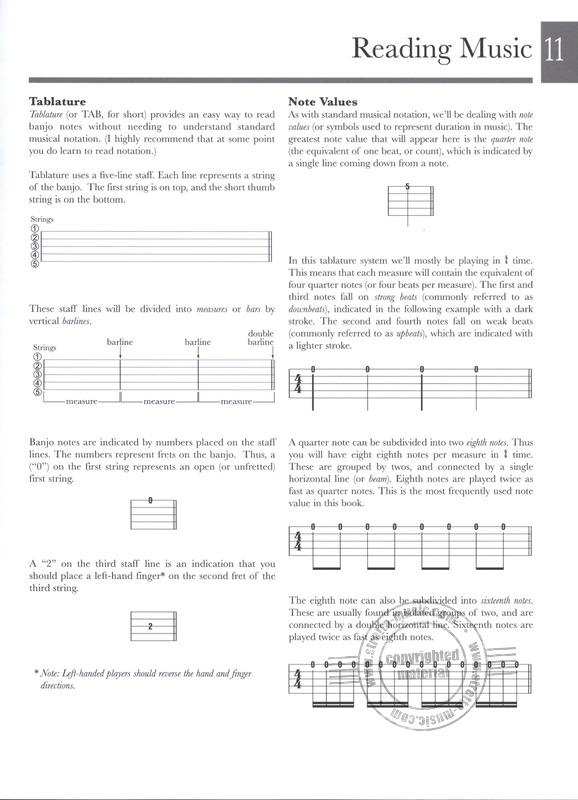 Reading Music 11
Tablature
Tablature (or TAB, for short) provides an easy way to read
banjo notes without needing to understand standard
musical notation. (I highly recommend that at some point
you do learn to read notation.)
Tablature uses a five-line staff. Each line represents a string
of the banjo. The first string is on top, and the short thumb
string is on the bottom.
Strings
1
2
3
4
5
These staff lines will be divided into measures or bars by
vertical barlines.
Strings
barline
barline
double
barline
1
2
3
4
5
measure
measure
measure
Banjo notes are indicated by numbers placed on the staff
lines. The numbers represent frets on the banjo. Thus, a
("0") on the first string represents an open (or unfretted)
first string.
0
A "2" on the third staff line is an indication that you
should place a left-hand finger* on the second fret of the
third string.
2
* Note: Left-handed players should reverse the hand and finger
directions.
Note Values
As with standard musical notation, we'll be dealing with note
values (or symbols used to represent duration in music). The
greatest note value that will appear here is the quarter note
(the equivalent of one beat, or count), which is indicated by
a single line coming down from a note.
5
In this tablature system we'll mostly be playing in 4/4 time.
This means that each measure will contain the equivalent of
four quarter notes (or four beats per measure). The first and
third notes fall on strong beats (commonly referred to as
downbeats), indicated in the following example with a dark
stroke. The second and fourth notes fall on weak beats
(commonly referred to as upbeats), which are indicated with
a lighter stroke.
4
4
0 0 0 0
A quarter note can be subdivided into two eighth notes. Thus
you will have eight eighth notes per measure in 4/4 time.
These are grouped by twos, and connected by a single
horizontal line (or beam). Eighth notes are played twice as
fast as quarter notes. This is the most frequently used note
value in this book.
4
4
0 0 0 0 0 0 0 0
The eighth note can also be subdivided into sixteenth notes.
These are usually found in isolated groups of two, and are
connected by a double horizontal line. Sixteenth notes are
played twice as fast as eighth notes.
4
4
0 0 0 0 0 0 0 0 0 0 0 0 0 0 0 0
www.stretta-music.com
copyrighted
material
www.stretta-music.com